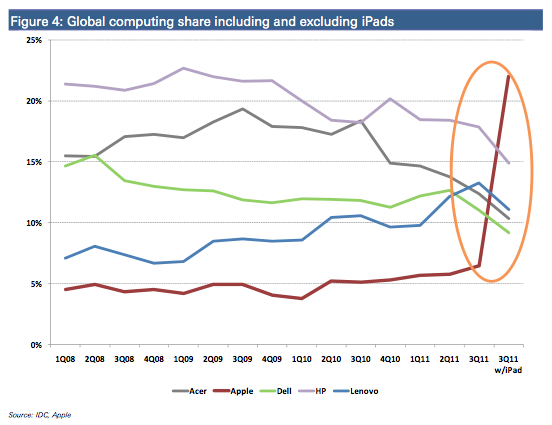 Figure 4: Global computing share including and excluding iPads
25%
20%
15%
10%
5%
0%
1Q08 2Q08 3Q08 4Q08 1Q09 2Q09 3Q09 4Q09 1Q10 2Q10 3Q10 4Q10 1Q11 2Q11 3Q11 3Q11
w/iPad
Acer Apple Dell HP Lenovo
Source: IDC, Apple